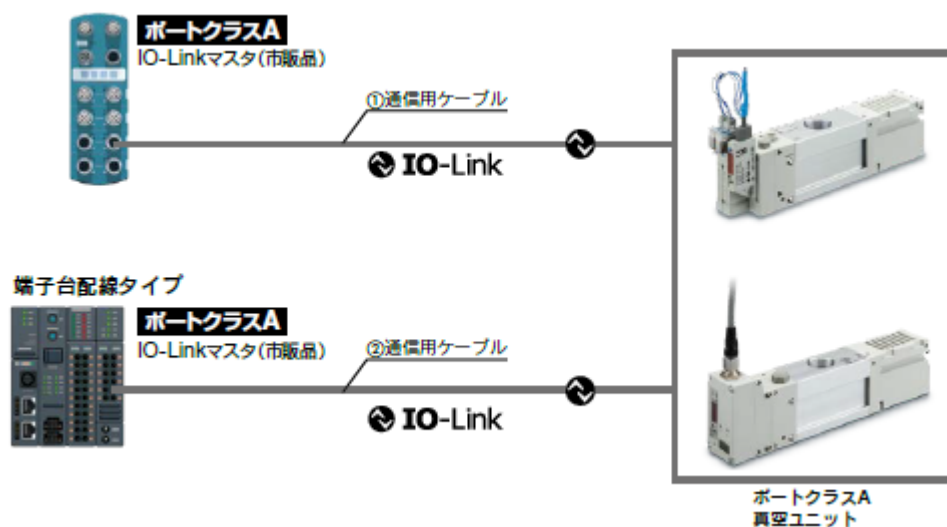 ポートクラスA
IO-Linkマスタ(市販品)
①通信用ケーブル
IO-Link
端子台配線タイプ
ポートクラスA
IO-Linkマスタ(市販品)
②通信用ケーブル
IO-Link
ポートクラスA
真空ユニット